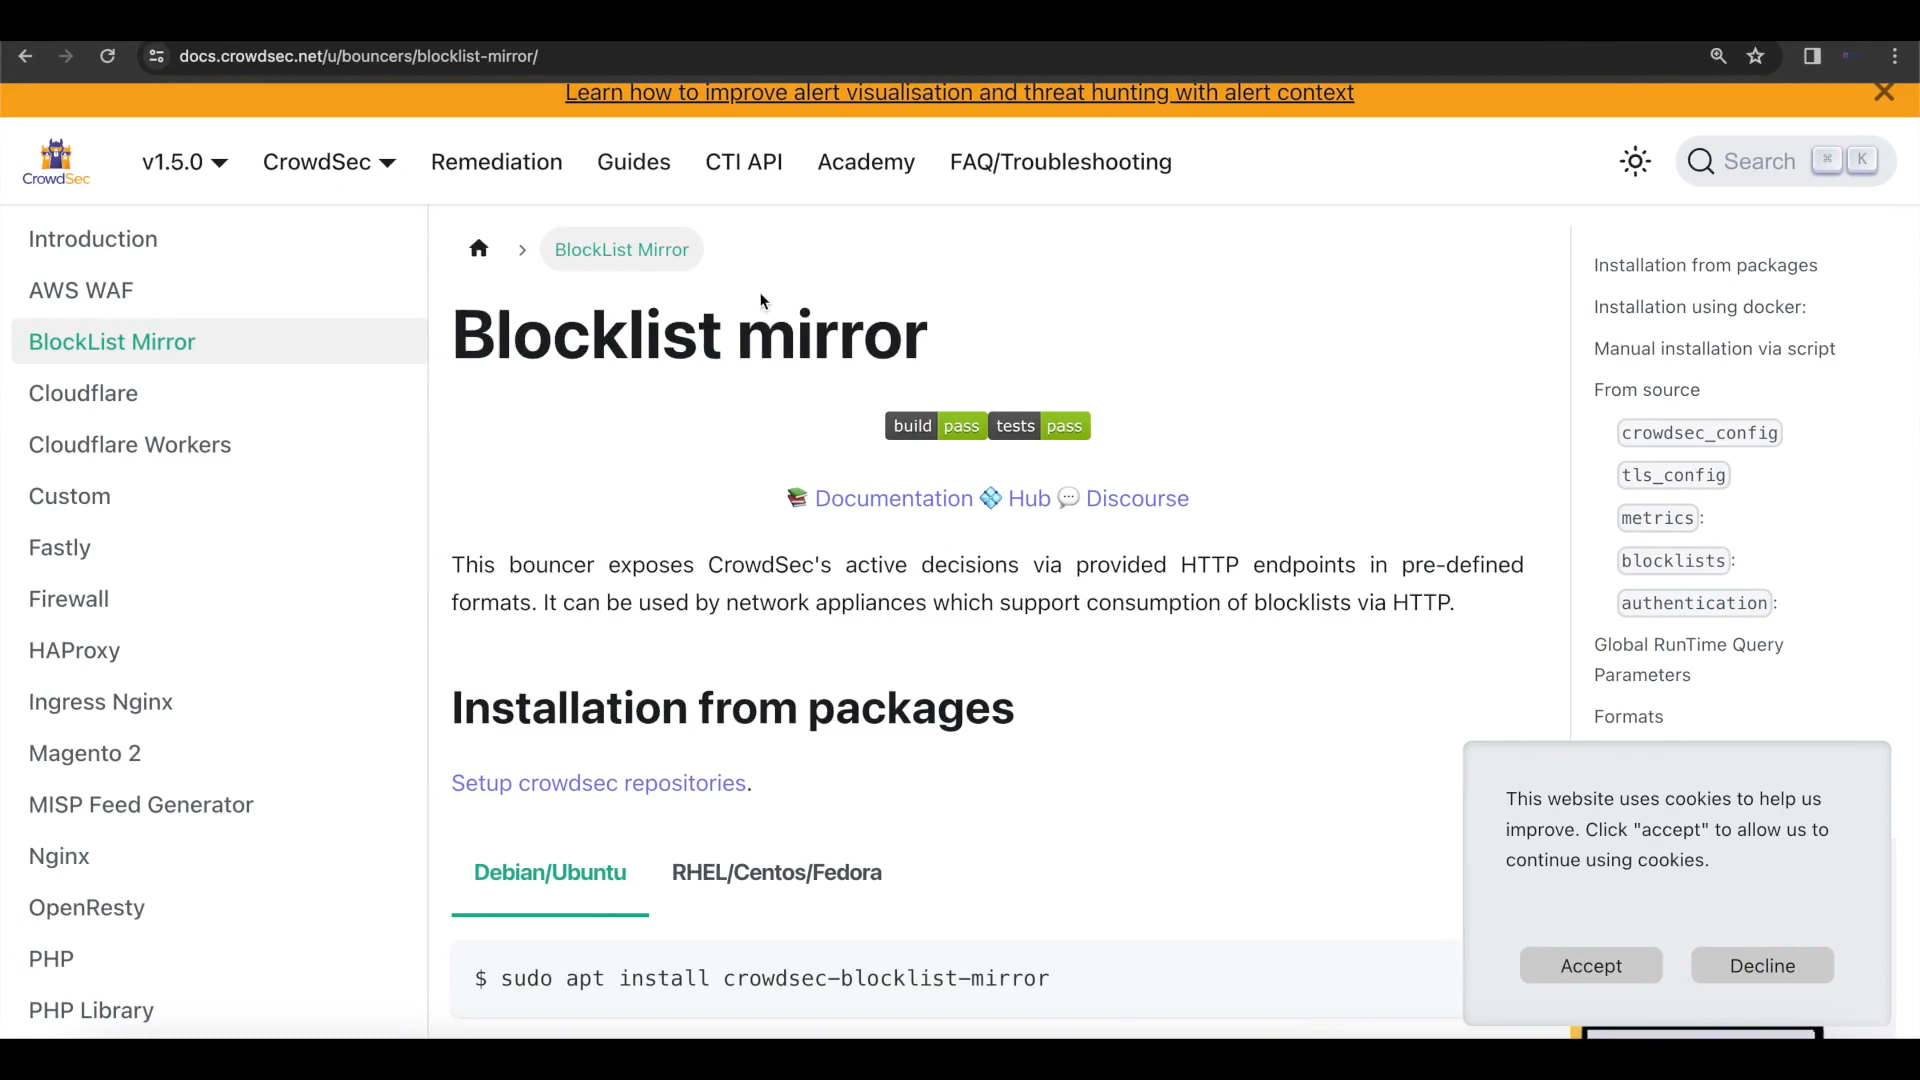 docs.crowdsec.net/u/bouncers/blocklist-mirror/
Learn how to improve alert visualisation and threat hunting with alert context
CrowdSec
v1.5.0
CrowdSec
Remediation
Guides
CTI API
Academy
FAQ/Troubleshooting
Search
⌘ K
Introduction
AWS WAF
BlockList Mirror
Cloudflare
Cloudflare Workers
Custom
Fastly
Firewall
HAProxy
Ingress Nginx
Magento 2
MISP Feed Generator
Nginx
OpenResty
PHP
PHP Library
BlockList Mirror
Blocklist mirror
build pass tests pass
📚 Documentation 💠 Hub 💬 Discourse
This bouncer exposes CrowdSec's active decisions via provided HTTP endpoints in pre-defined
formats. It can be used by network appliances which support consumption of blocklists via HTTP.
Installation from packages
Setup crowdsec repositories.
Debian/Ubuntu
RHEL/Centos/Fedora
$ sudo apt install crowdsec-blocklist-mirror
Installation from packages
Installation using docker:
Manual installation via script
From source
crowdsec_config
tls_config
metrics:
blocklists:
authentication:
Global RunTime Query
Parameters
Formats
This website uses cookies to help us
improve. Click "accept" to allow us to
continue using cookies.
Accept
Decline